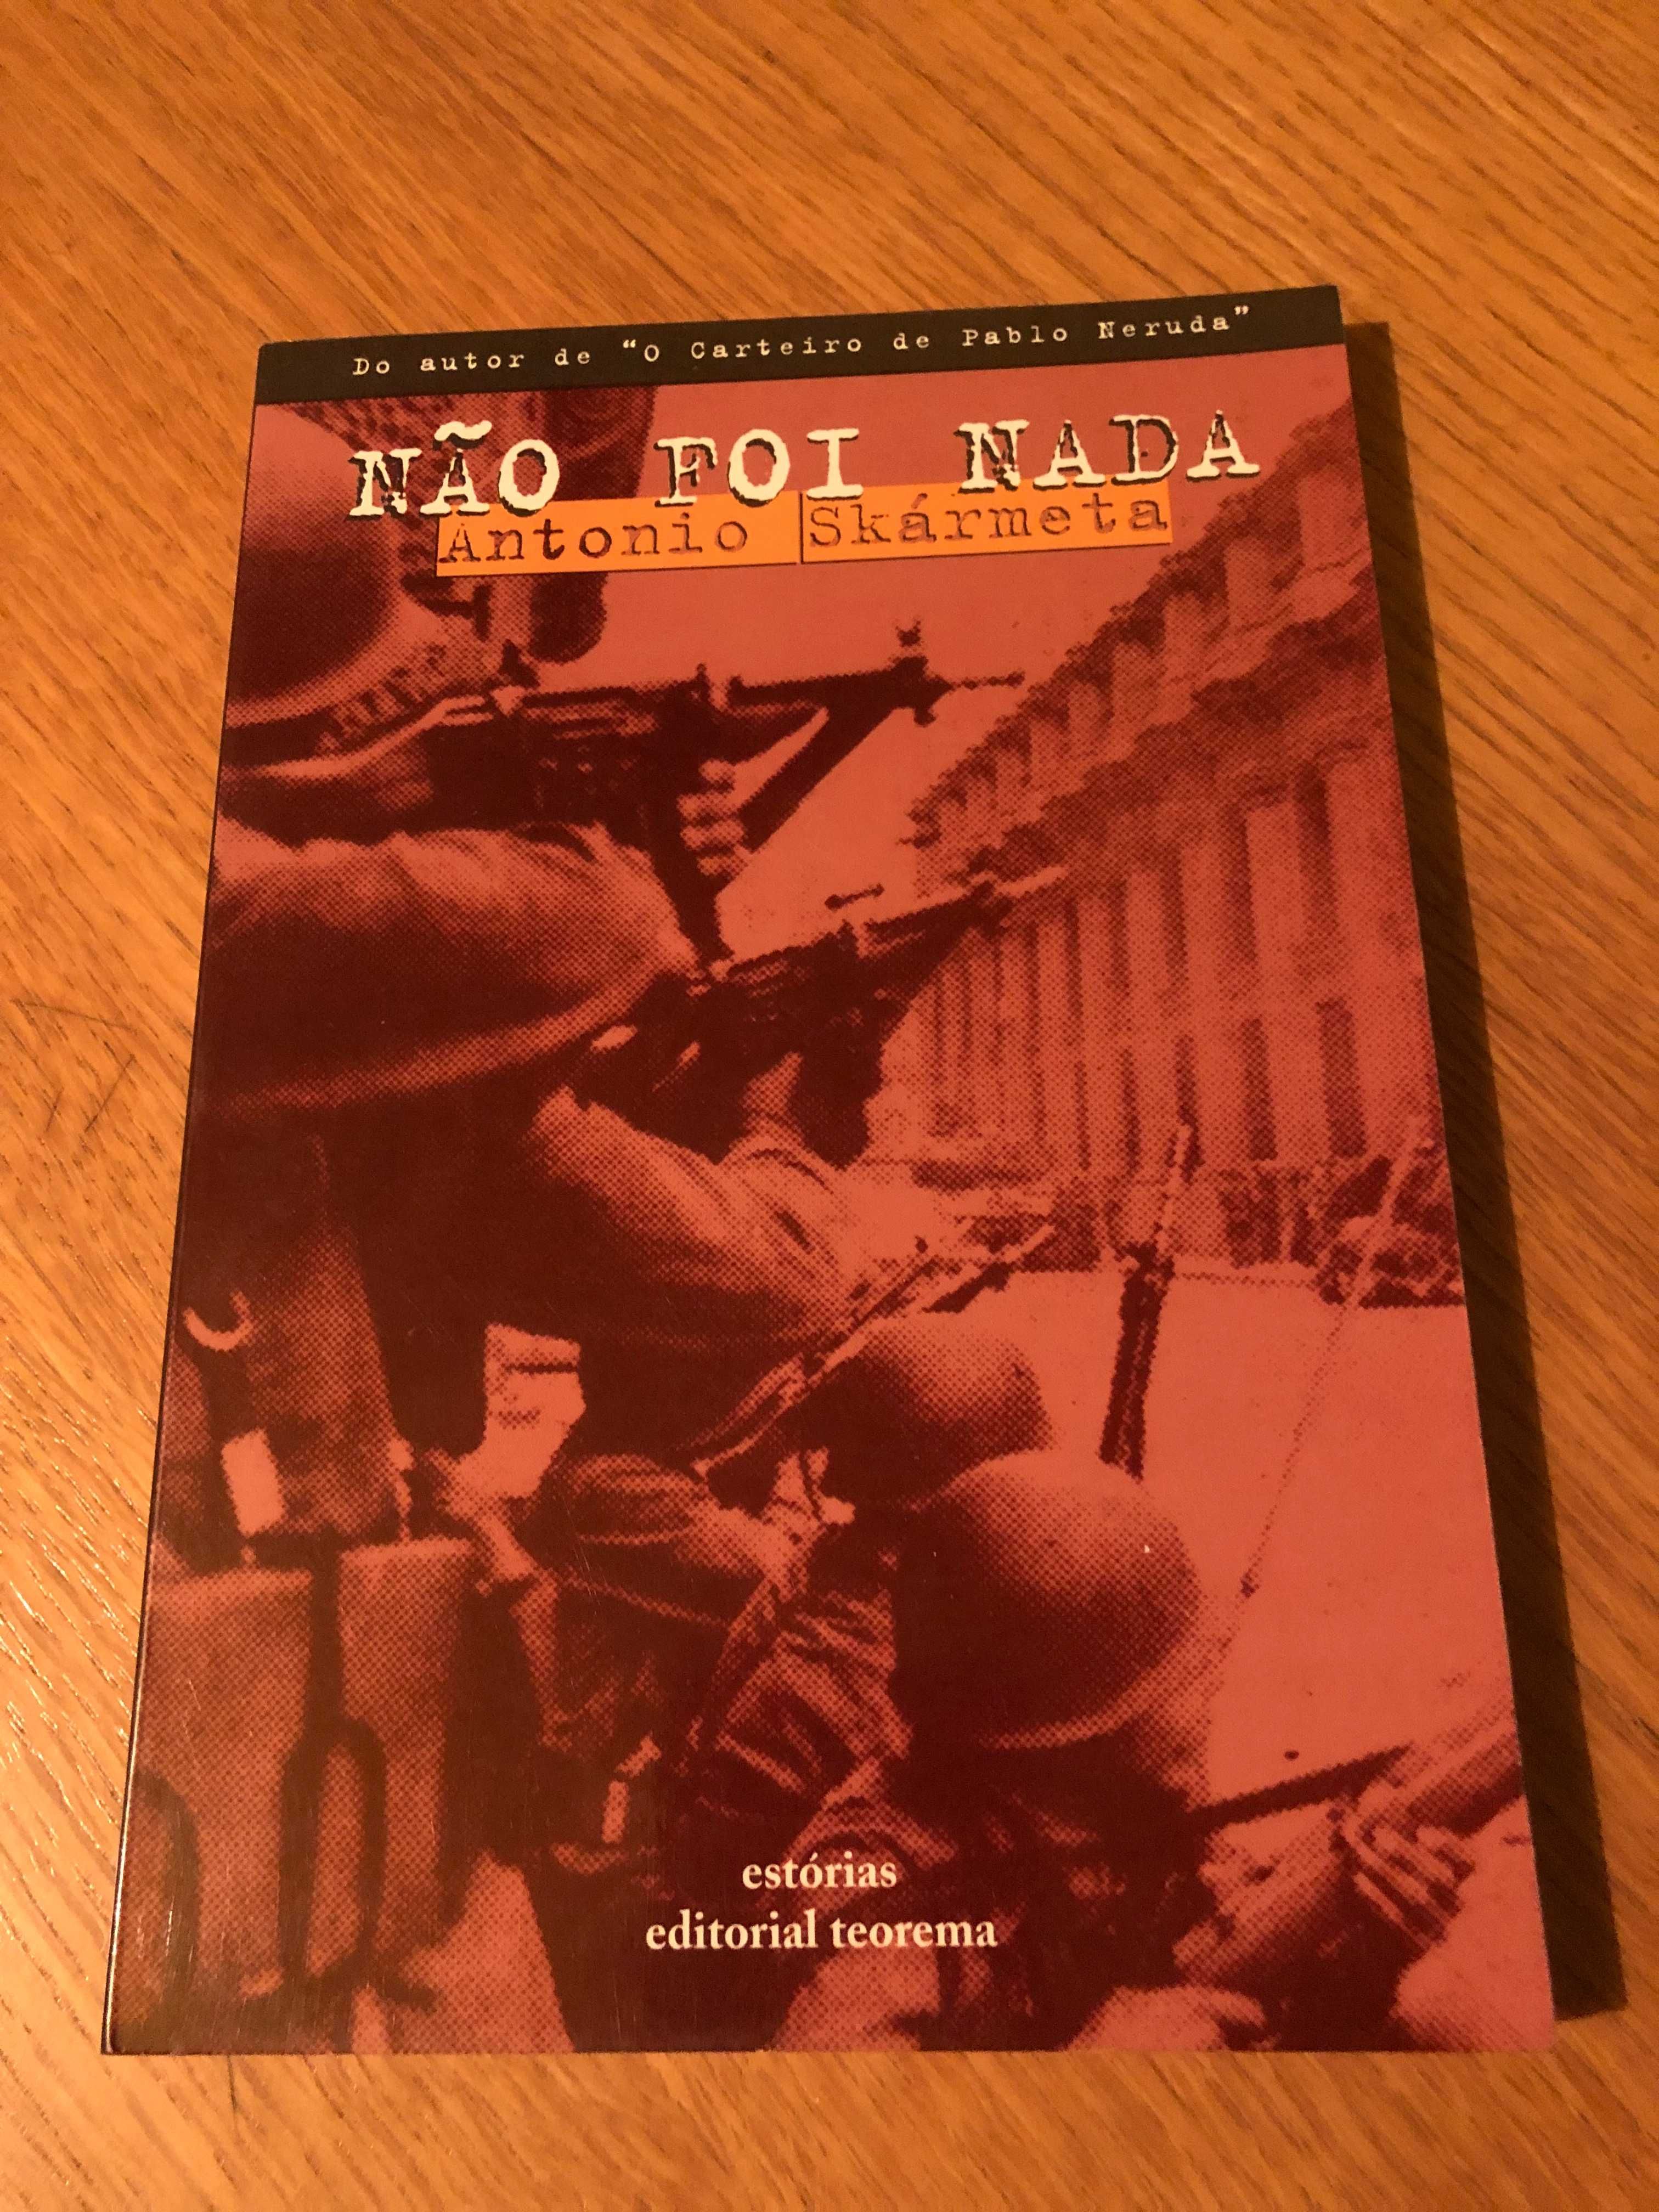 Do autor de “O Carteiro de Pablo Neruda”
NÃO FOI NADA
Antonio Skármeta
estórias
editorial teorema